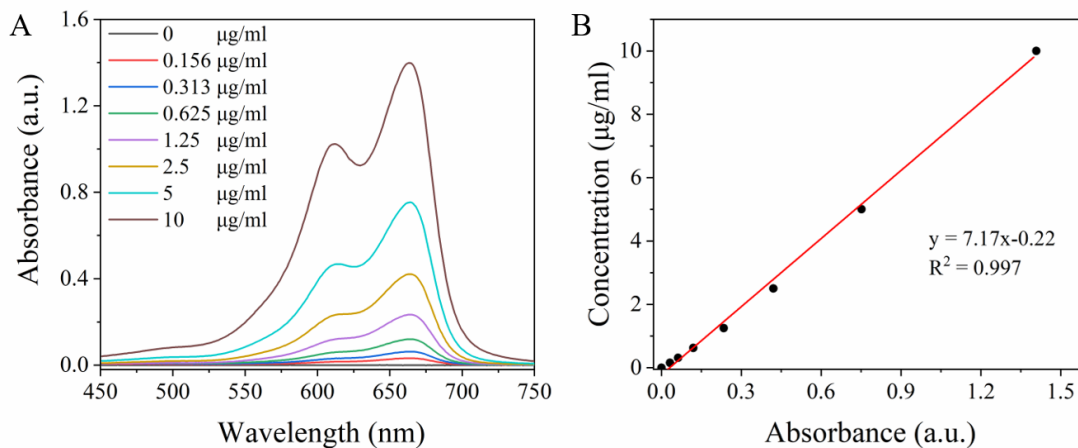 A
Absorbance (a.u.)
1.6
1.2
0.8
0.4
0.0
0 μg/ml
0.156 μg/ml
0.313 μg/ml
0.625 μg/ml
1.25 μg/ml
2.5 μg/ml
5 μg/ml
10 μg/ml
450 500 550 600 650 700 750
Wavelength (nm)
B
Concentration (μg/ml)
10
8
6
4
2
0
y = 7.17x-0.22
R² = 0.997
0.0 0.3 0.6 0.9 1.2 1.5
Absorbance (a.u.)